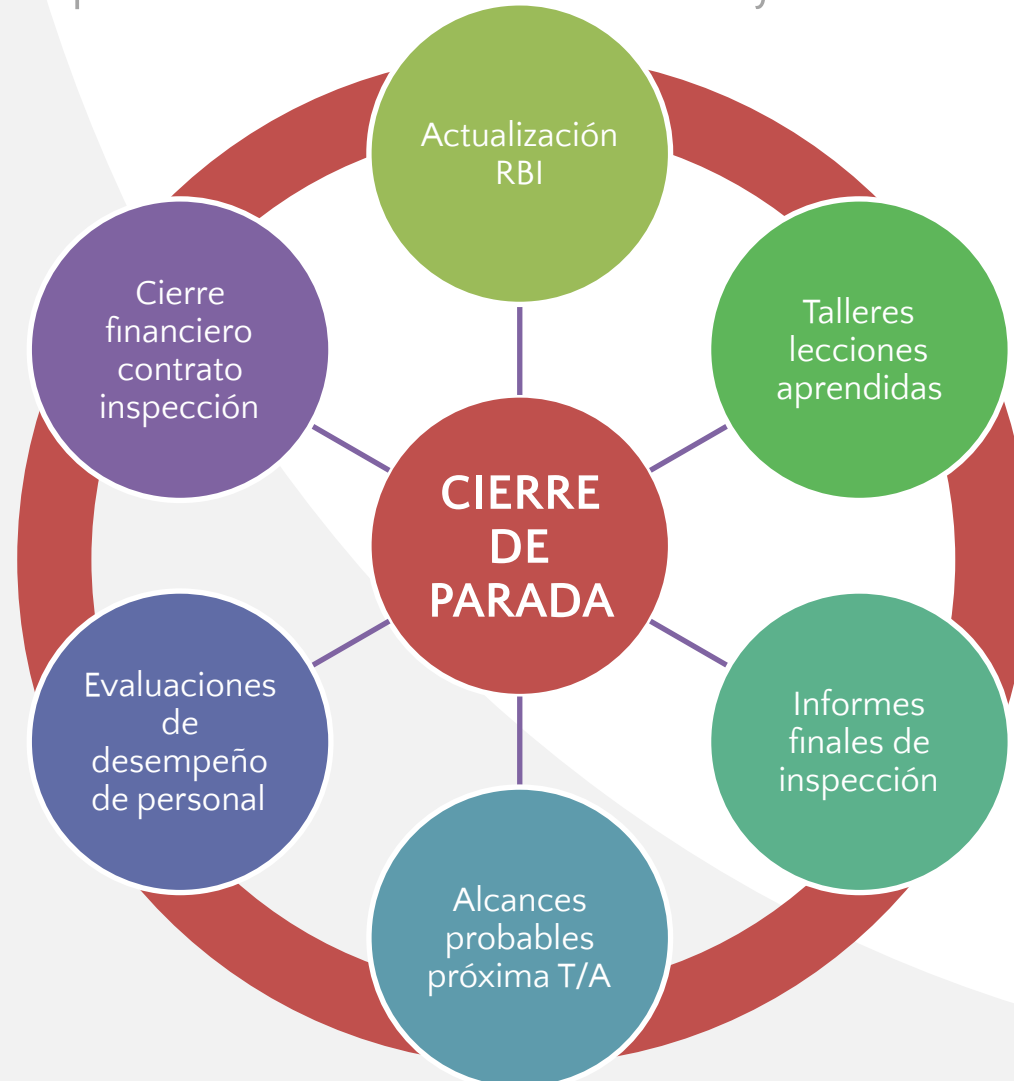 Actualización
RBI
Talleres
lecciones
aprendidas
Informes
finales de
inspección
Alcances
probables
próxima T/A
Evaluaciones
de
desempeño
de personal
Cierre
financiero
contrato
inspección
CIERRE
DE
PARADA